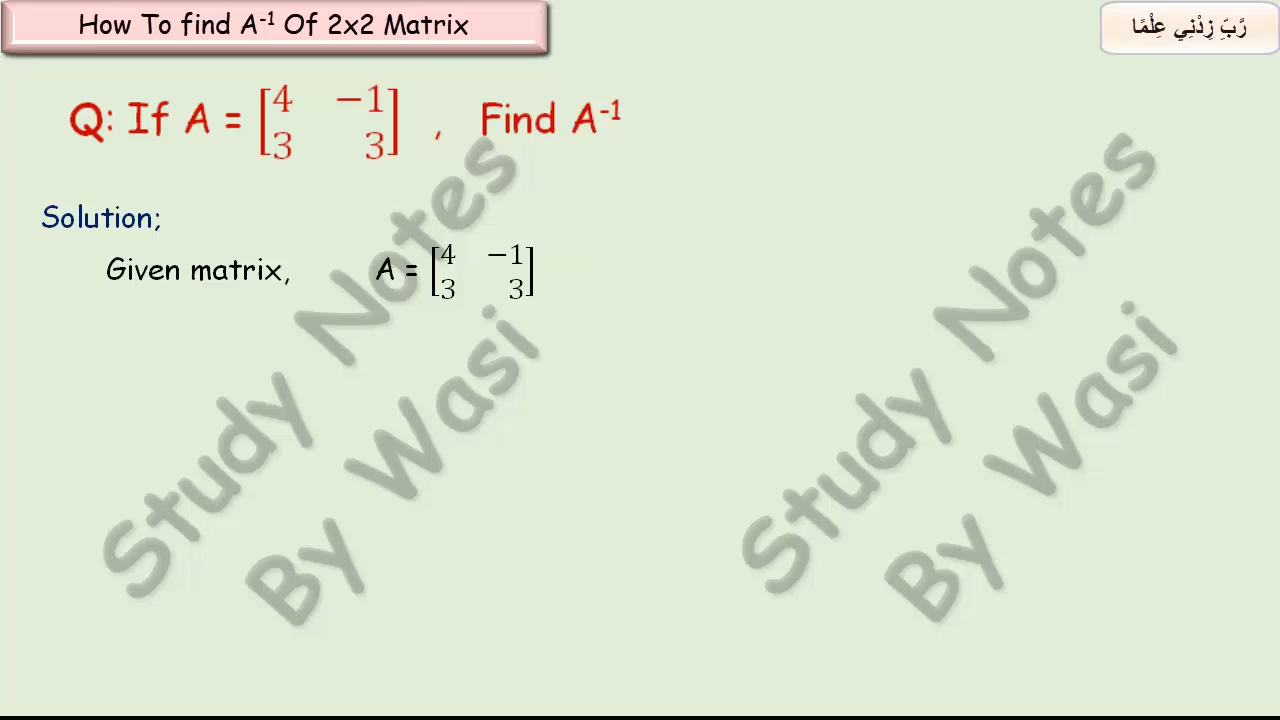 How To find A⁻¹ Of 2x2 Matrix
رَّبِّ زِدْنِي عِلْمًا
Q: If A = [4 −1
3 3] , Find A⁻¹
Solution;
Given matrix, A = [4 −1
3 3]
Study Notes
By Wasi
Study Notes
By Wasi